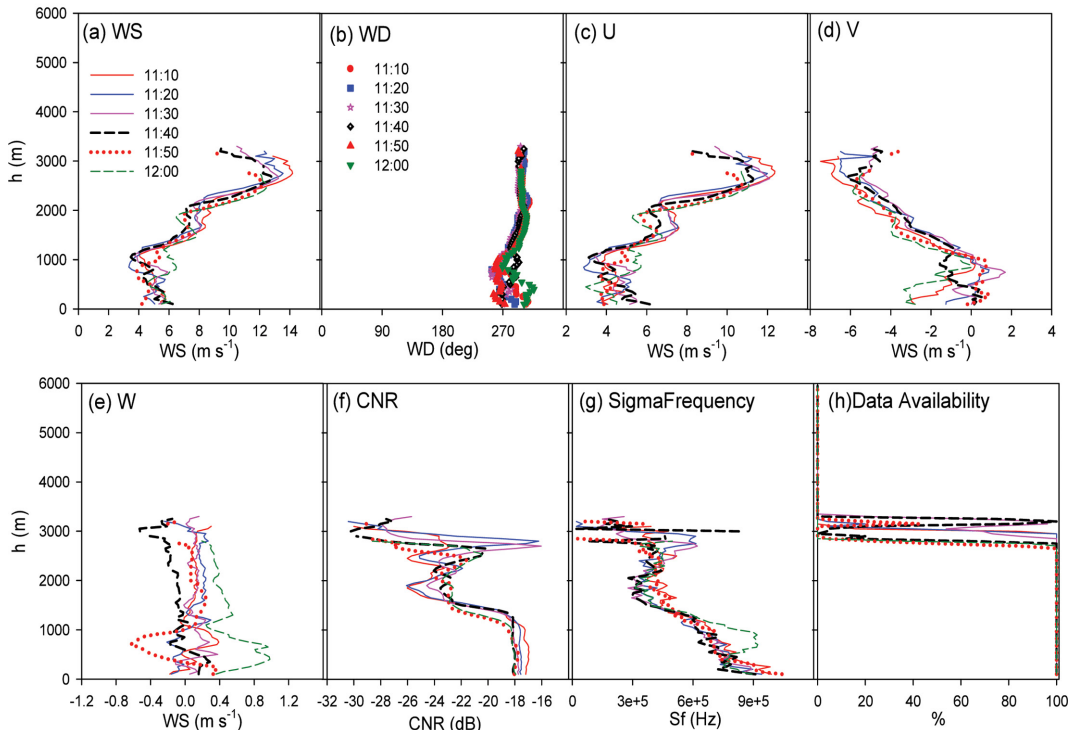 (a) WS
(b) WD
(c) U
(d) V
6000
5000
4000
3000
2000
1000
0
h (m)
11:10
11:20
11:30
11:40
11:50
12:00
11:10
11:20
11:30
11:40
11:50
12:00
0 2 4 6 8 10 12 14
WS (m s⁻¹)
0 90 180 270
WD (deg)
2 4 6 8 10 12
WS (m s⁻¹)
-8 -6 -4 -2 0 2 4
WS (m s⁻¹)
(e) W
(f) CNR
(g) SigmaFrequency
(h)Data Availability
6000
5000
4000
3000
2000
1000
0
h (m)
-1.2 -0.8 -0.4 0.0 0.4 0.8 1.2
WS (m s⁻¹)
-32 -30 -28 -26 -24 -22 -20 -18 -16
CNR (dB)
3e+5 6e+5 9e+5
Sf (Hz)
0 20 40 60 80 100
%